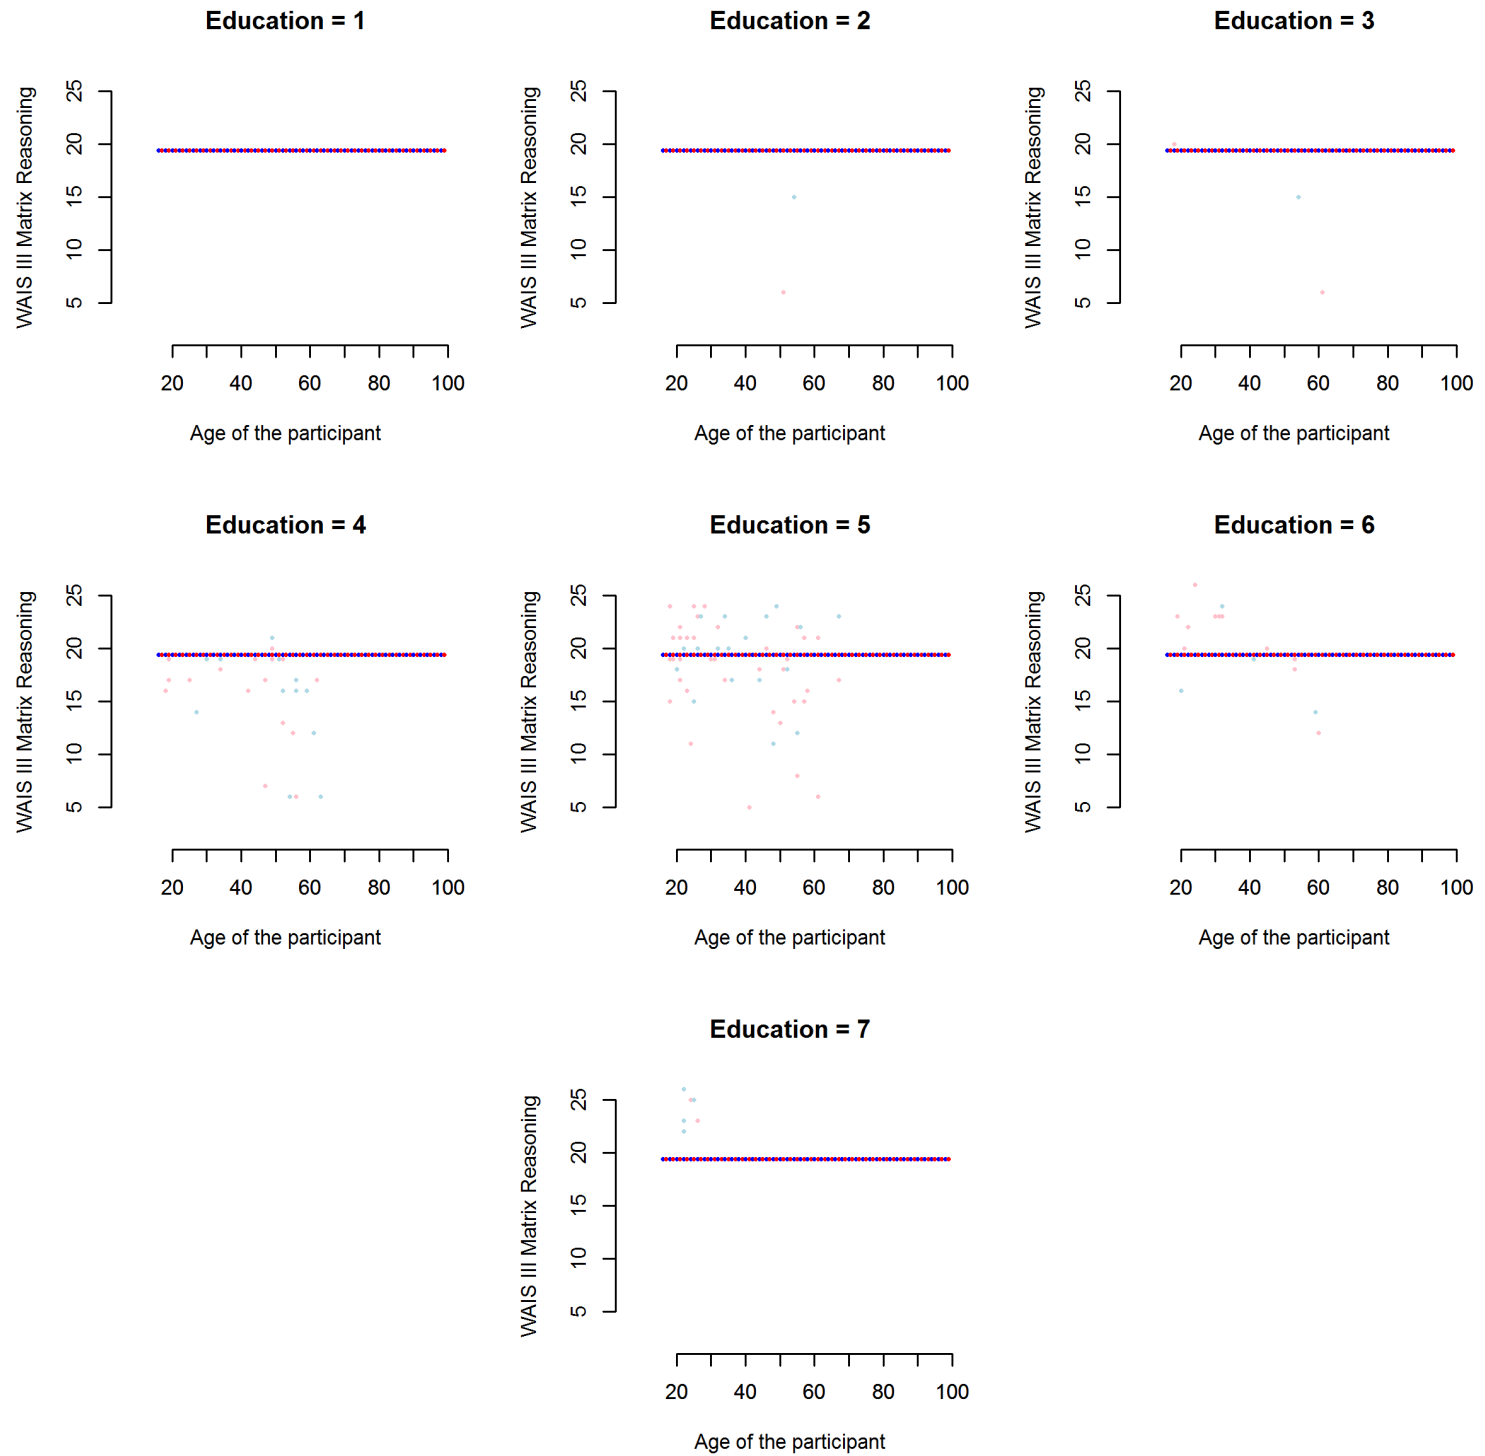 Education = 1
WAIS III Matrix Reasoning
25
20
15
10
5
20 40 60 80 100
Age of the participant
Education = 2
WAIS III Matrix Reasoning
25
20
15
10
5
20 40 60 80 100
Age of the participant
Education = 3
WAIS III Matrix Reasoning
25
20
15
10
5
20 40 60 80 100
Age of the participant
Education = 4
WAIS III Matrix Reasoning
25
20
15
10
5
20 40 60 80 100
Age of the participant
Education = 5
WAIS III Matrix Reasoning
25
20
15
10
5
20 40 60 80 100
Age of the participant
Education = 6
WAIS III Matrix Reasoning
25
20
15
10
5
20 40 60 80 100
Age of the participant
Education = 7
WAIS III Matrix Reasoning
25
20
15
10
5
20 40 60 80 100
Age of the participant